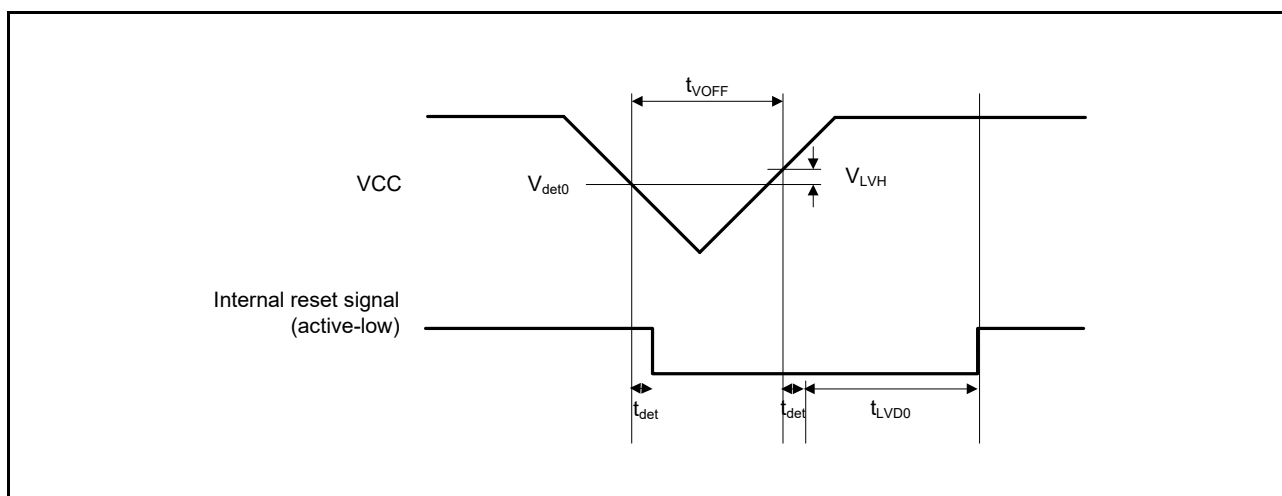 tVOFF
VCC
Vdet0
VLVH
Internal reset signal
(active-low)
tdet
tdet
tLVD0